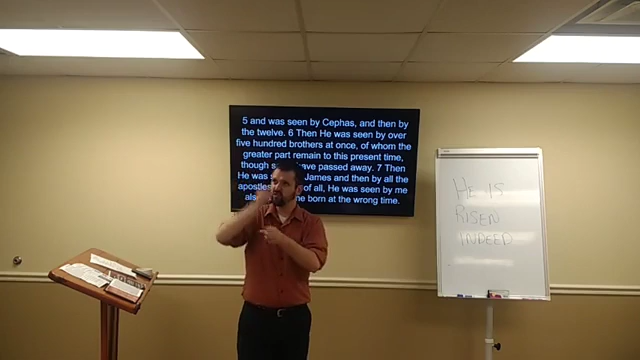 5 and was seen by Cephas, and then by
the twelve. 6 Then He was seen by over
five hundred brothers at once, of whom the
greater part remain to this present time,
though have passed away. 7 Then
He was James and then by all the
apostles of all, He was seen by me
also born at the wrong time.
HE IS
RISEN
INDEED